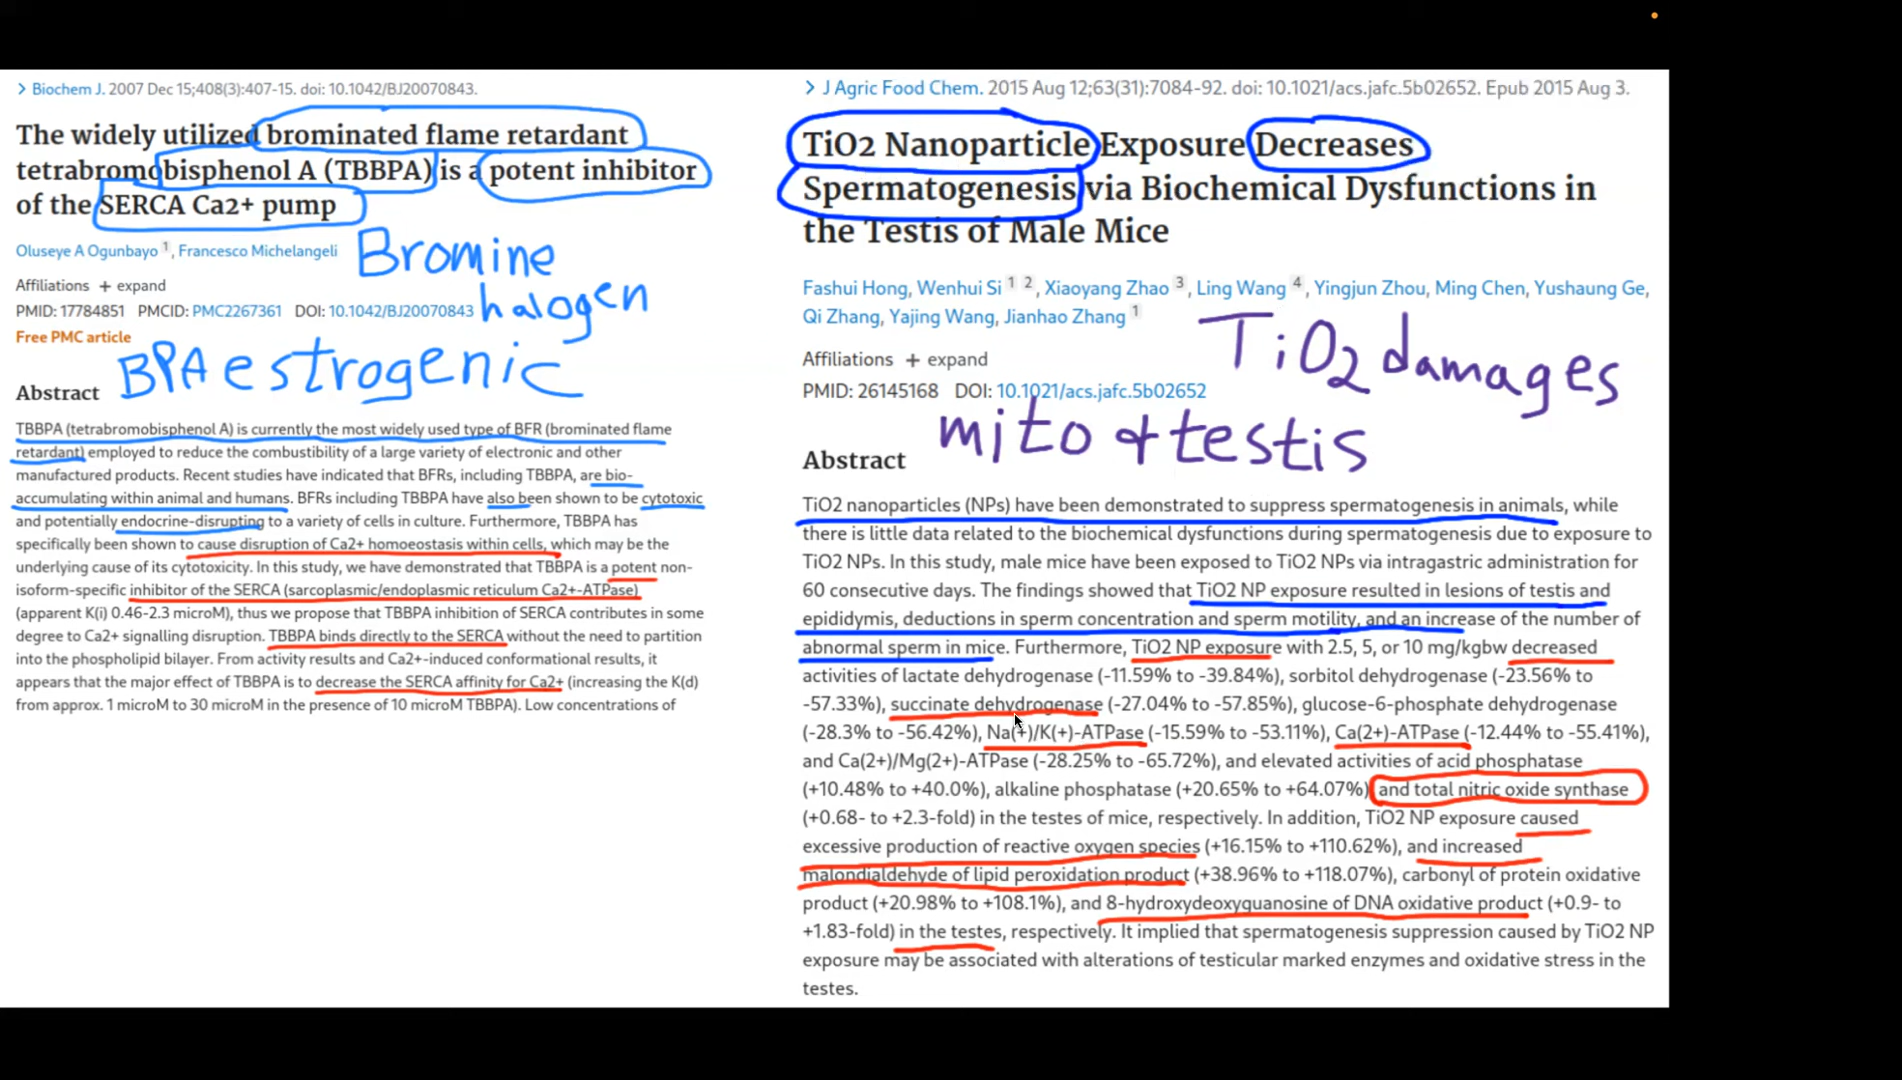 > Biochem J. 2007 Dec 15;408(3):407-15. doi: 10.1042/BJ20070843.
The widely utilized brominated flame retardant
tetrabromobisphenol A (TBBPA) is a potent inhibitor
of the SERCA Ca2+ pump
Oluseye A Ogunbayo 1, Francesco Michelangeli
Bromine
Affiliations + expand
PMID: 17784851 PMCID: PMC2267361 DOI: 10.1042/BJ20070843
halogen
Free PMC article
BPA estrogenic
Abstract
TBBPA (tetrabromobisphenol A) is currently the most widely used type of BFR (brominated flame
retardant) employed to reduce the combustibility of a large variety of electronic and other
manufactured products. Recent studies have indicated that BFRs, including TBBPA, are bio-
accumulating within animal and humans. BFRs including TBBPA have also been shown to be cytotoxic
and potentially endocrine-disrupting to a variety of cells in culture. Furthermore, TBBPA has
specifically been shown to cause disruption of Ca2+ homoeostasis within cells, which may be the
underlying cause of its cytotoxicity. In this study, we have demonstrated that TBBPA is a potent non-
isoform-specific inhibitor of the SERCA (sarcoplasmic/endoplasmic reticulum Ca2+-ATPase)
(apparent K(i) 0.46-2.3 microM), thus we propose that TBBPA inhibition of SERCA contributes in some
degree to Ca2+ signalling disruption. TBBPA binds directly to the SERCA without the need to partition
into the phospholipid bilayer. From activity results and Ca2+-induced conformational results, it
appears that the major effect of TBBPA is to decrease the SERCA affinity for Ca2+ (increasing the K(d)
from approx. 1 microM to 30 microM in the presence of 10 microM TBBPA). Low concentrations of
> J Agric Food Chem. 2015 Aug 12;63(31):7084-92. doi: 10.1021/acs.jafc.5b02652. Epub 2015 Aug 3.
TiO2 Nanoparticle Exposure Decreases
Spermatogenesis via Biochemical Dysfunctions in
the Testis of Male Mice
Fashui Hong, Wenhui Si 1 2, Xiaoyang Zhao 3, Ling Wang 4, Yingjun Zhou, Ming Chen, Yushaung Ge,
Qi Zhang, Yajing Wang, Jianhao Zhang 1
Affiliations + expand
TiO2 damages
PMID: 26145168 DOI: 10.1021/acs.jafc.5b02652
mito + testis
Abstract
TiO2 nanoparticles (NPs) have been demonstrated to suppress spermatogenesis in animals, while
there is little data related to the biochemical dysfunctions during spermatogenesis due to exposure to
TiO2 NPs. In this study, male mice have been exposed to TiO2 NPs via intragastric administration for
60 consecutive days. The findings showed that TiO2 NP exposure resulted in lesions of testis and
epididymis, deductions in sperm concentration and sperm motility, and an increase of the number of
abnormal sperm in mice. Furthermore, TiO2 NP exposure with 2.5, 5, or 10 mg/kgbw decreased
activities of lactate dehydrogenase (-11.59% to -39.84%), sorbitol dehydrogenase (-23.56% to
-57.33%), succinate dehydrogenase (-27.04% to -57.85%), glucose-6-phosphate dehydrogenase
(-28.3% to -56.42%), Na(+)/K(+)-ATPase (-15.59% to -53.11%), Ca(2+)-ATPase (-12.44% to -55.41%),
and Ca(2+)/Mg(2+)-ATPase (-28.25% to -65.72%), and elevated activities of acid phosphatase
(+10.48% to +40.0%), alkaline phosphatase (+20.65% to +64.07%) and total nitric oxide synthase
(+0.68- to +2.3-fold) in the testes of mice, respectively. In addition, TiO2 NP exposure caused
excessive production of reactive oxygen species (+16.15% to +110.62%), and increased
malondialdehyde of lipid peroxidation product (+38.96% to +118.07%), carbonyl of protein oxidative
product (+20.98% to +108.1%), and 8-hydroxydeoxyguanosine of DNA oxidative product (+0.9- to
+1.83-fold) in the testes, respectively. It implied that spermatogenesis suppression caused by TiO2 NP
exposure may be associated with alterations of testicular marked enzymes and oxidative stress in the
testes.